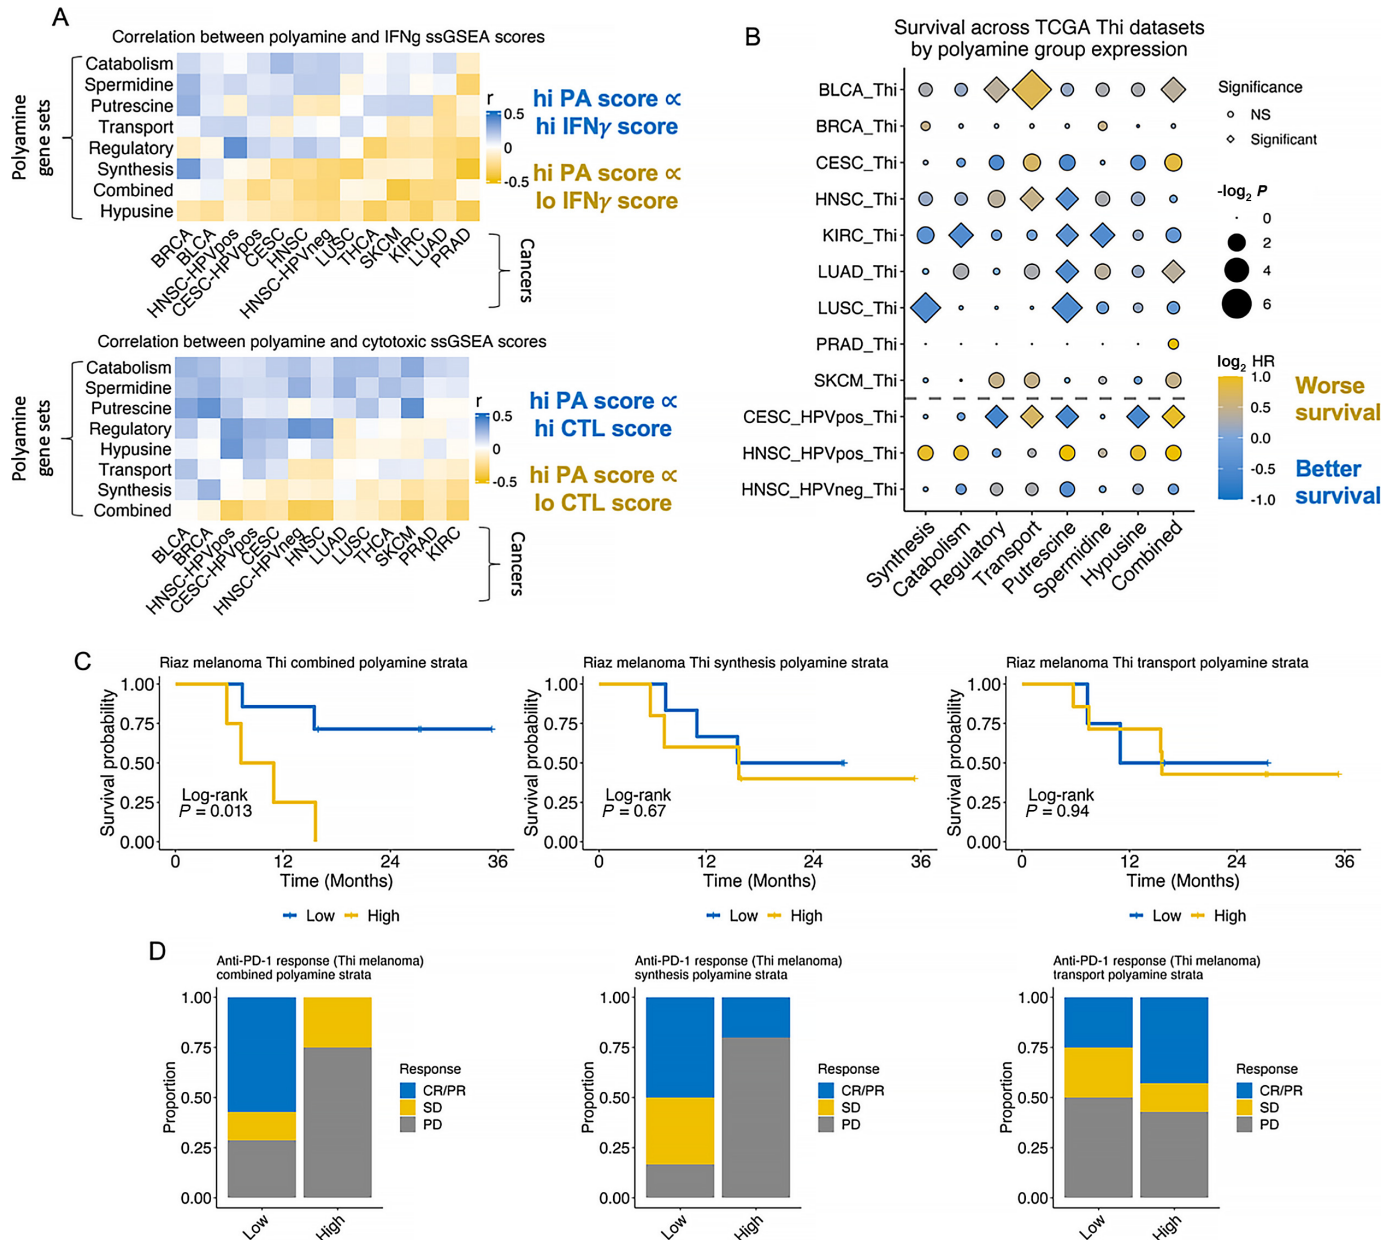 A
Correlation between polyamine and IFNg ssGSEA scores
Polyamine
gene sets
Catabolism
Spermidine
Putrescine
Transport
Regulatory
Synthesis
Combined
Hypusine
BRCA
BLCA
HNSC-HPVpos
CESC-HPVpos
CESC
HNSC
HNSC-HPVneg
LUSC
THCA
SKCM
KIRC
LUAD
PRAD
Cancers
r
0.5
0
-0.5
hi PA score ∝
hi IFNγ score
hi PA score ∝
lo IFNγ score
Correlation between polyamine and cytotoxic ssGSEA scores
Polyamine
gene sets
Catabolism
Spermidine
Putrescine
Regulatory
Hypusine
Transport
Synthesis
Combined
BLCA
BRCA
HNSC-HPVpos
CESC-HPVpos
CESC
HNSC-HPVneg
HNSC
LUAD
LUSC
THCA
SKCM
PRAD
KIRC
Cancers
r
0.5
0
-0.5
hi PA score ∝
hi CTL score
hi PA score ∝
lo CTL score
B
Survival across TCGA Thi datasets
by polyamine group expression
BLCA_Thi
BRCA_Thi
CESC_Thi
HNSC_Thi
KIRC_Thi
LUAD_Thi
LUSC_Thi
PRAD_Thi
SKCM_Thi
CESC_HPVpos_Thi
HNSC_HPVpos_Thi
HNSC_HPVneg_Thi
Synthesis
Catabolism
Regulatory
Transport
Putrescine
Spermidine
Hypusine
Combined
Significance
NS
Significant
-log2 P
0
2
4
6
log2 HR
1.0
0.5
0.0
-0.5
-1.0
Worse
survival
Better
survival
C
Riaz melanoma Thi combined polyamine strata
Survival probability
1.00
0.75
0.50
0.25
0.00
Log-rank
P = 0.013
0 12 24 36
Time (Months)
Low High
Riaz melanoma Thi synthesis polyamine strata
Survival probability
1.00
0.75
0.50
0.25
0.00
Log-rank
P = 0.67
0 12 24 36
Time (Months)
Low High
Riaz melanoma Thi transport polyamine strata
Survival probability
1.00
0.75
0.50
0.25
0.00
Log-rank
P = 0.94
0 12 24 36
Time (Months)
Low High
D
Anti-PD-1 response (Thi melanoma)
combined polyamine strata
Proportion
1.00
0.75
0.50
0.25
0.00
Low High
Response
CR/PR
SD
PD
Anti-PD-1 response (Thi melanoma)
synthesis polyamine strata
Proportion
1.00
0.75
0.50
0.25
0.00
Low High
Response
CR/PR
SD
PD
Anti-PD-1 response (Thi melanoma)
transport polyamine strata
Proportion
1.00
0.75
0.50
0.25
0.00
Low High
Response
CR/PR
SD
PD